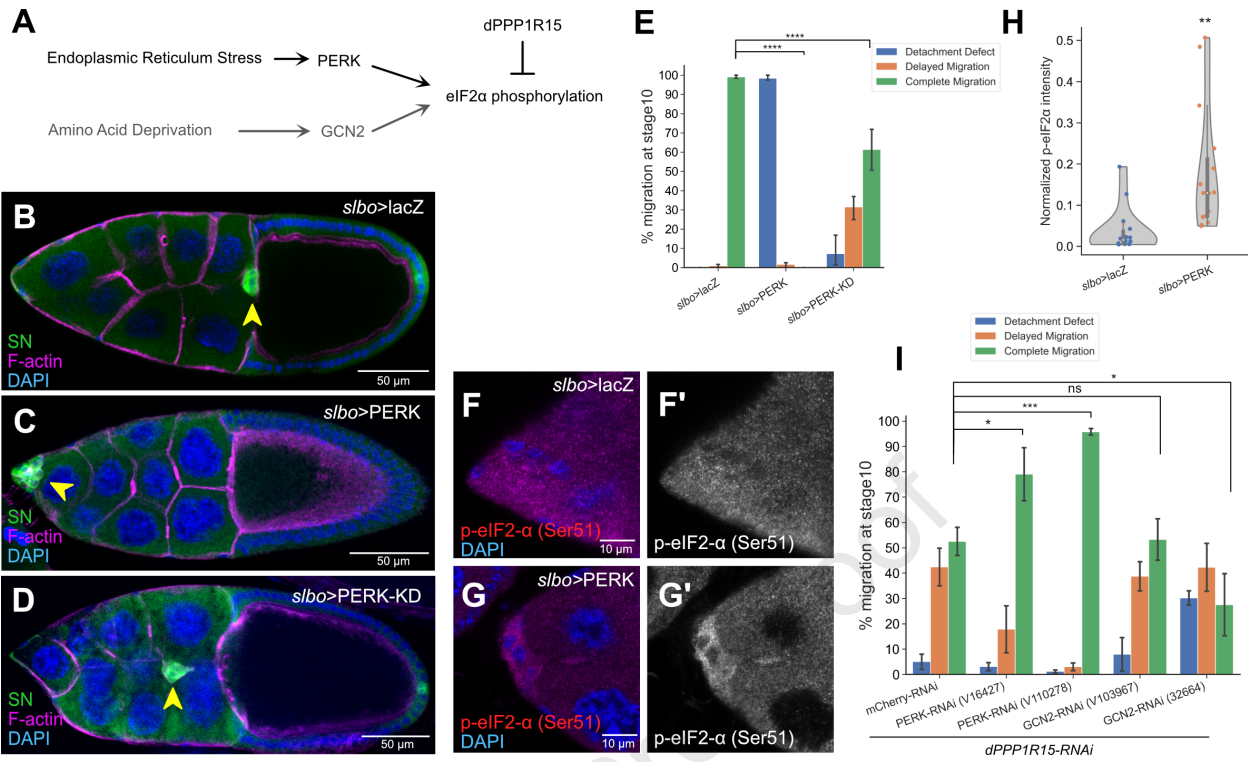 A
dPPP1R15
Endoplasmic Reticulum Stress
PERK
eIF2α phosphorylation
Amino Acid Deprivation
GCN2
B
slbo>lacZ
SN
F-actin
DAPI
50 µm
C
slbo>PERK
SN
F-actin
DAPI
50 µm
D
slbo>PERK-KD
SN
F-actin
DAPI
50 µm
E
****
****
Detachment Defect
Delayed Migration
Complete Migration
% migration at stage10
100
90
80
70
60
50
40
30
20
10
0
slbo>lacZ
slbo>PERK
slbo>PERK-KD
F
slbo>lacZ
p-eIF2-α (Ser51)
DAPI
10 µm
F'
p-eIF2-α (Ser51)
G
slbo>PERK
p-eIF2-α (Ser51)
DAPI
10 µm
G'
p-eIF2-α (Ser51)
H
**
Normalized p-eIF2α intensity
0.5
0.4
0.3
0.2
0.1
0.0
slbo>lacZ
slbo>PERK
Detachment Defect
Delayed Migration
Complete Migration
I
*
ns
***
*
% migration at stage10
100
90
80
70
60
50
40
30
20
10
0
mCherry-RNAi
PERK-RNAi (V16427)
PERK-RNAi (V110278)
GCN2-RNAi (V103967)
GCN2-RNAi (32664)
dPPP1R15-RNAi